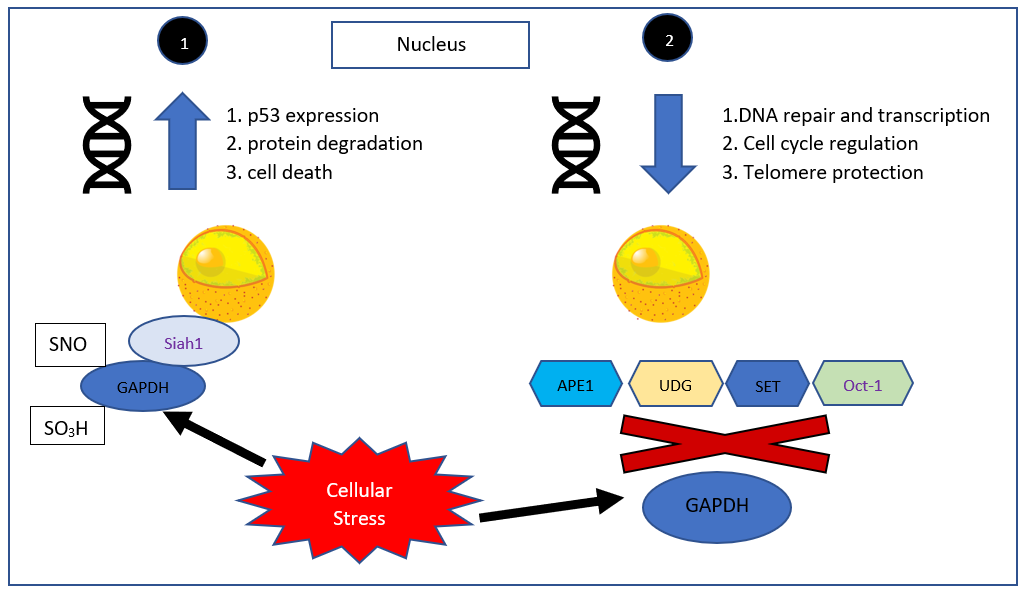 1
Nucleus
2
1. p53 expression
2. protein degradation
3. cell death
1.DNA repair and transcription
2. Cell cycle regulation
3. Telomere protection
SNO
Siah1
GAPDH
SO₃H
APE1
UDG
SET
Oct-1
Cellular
Stress
GAPDH